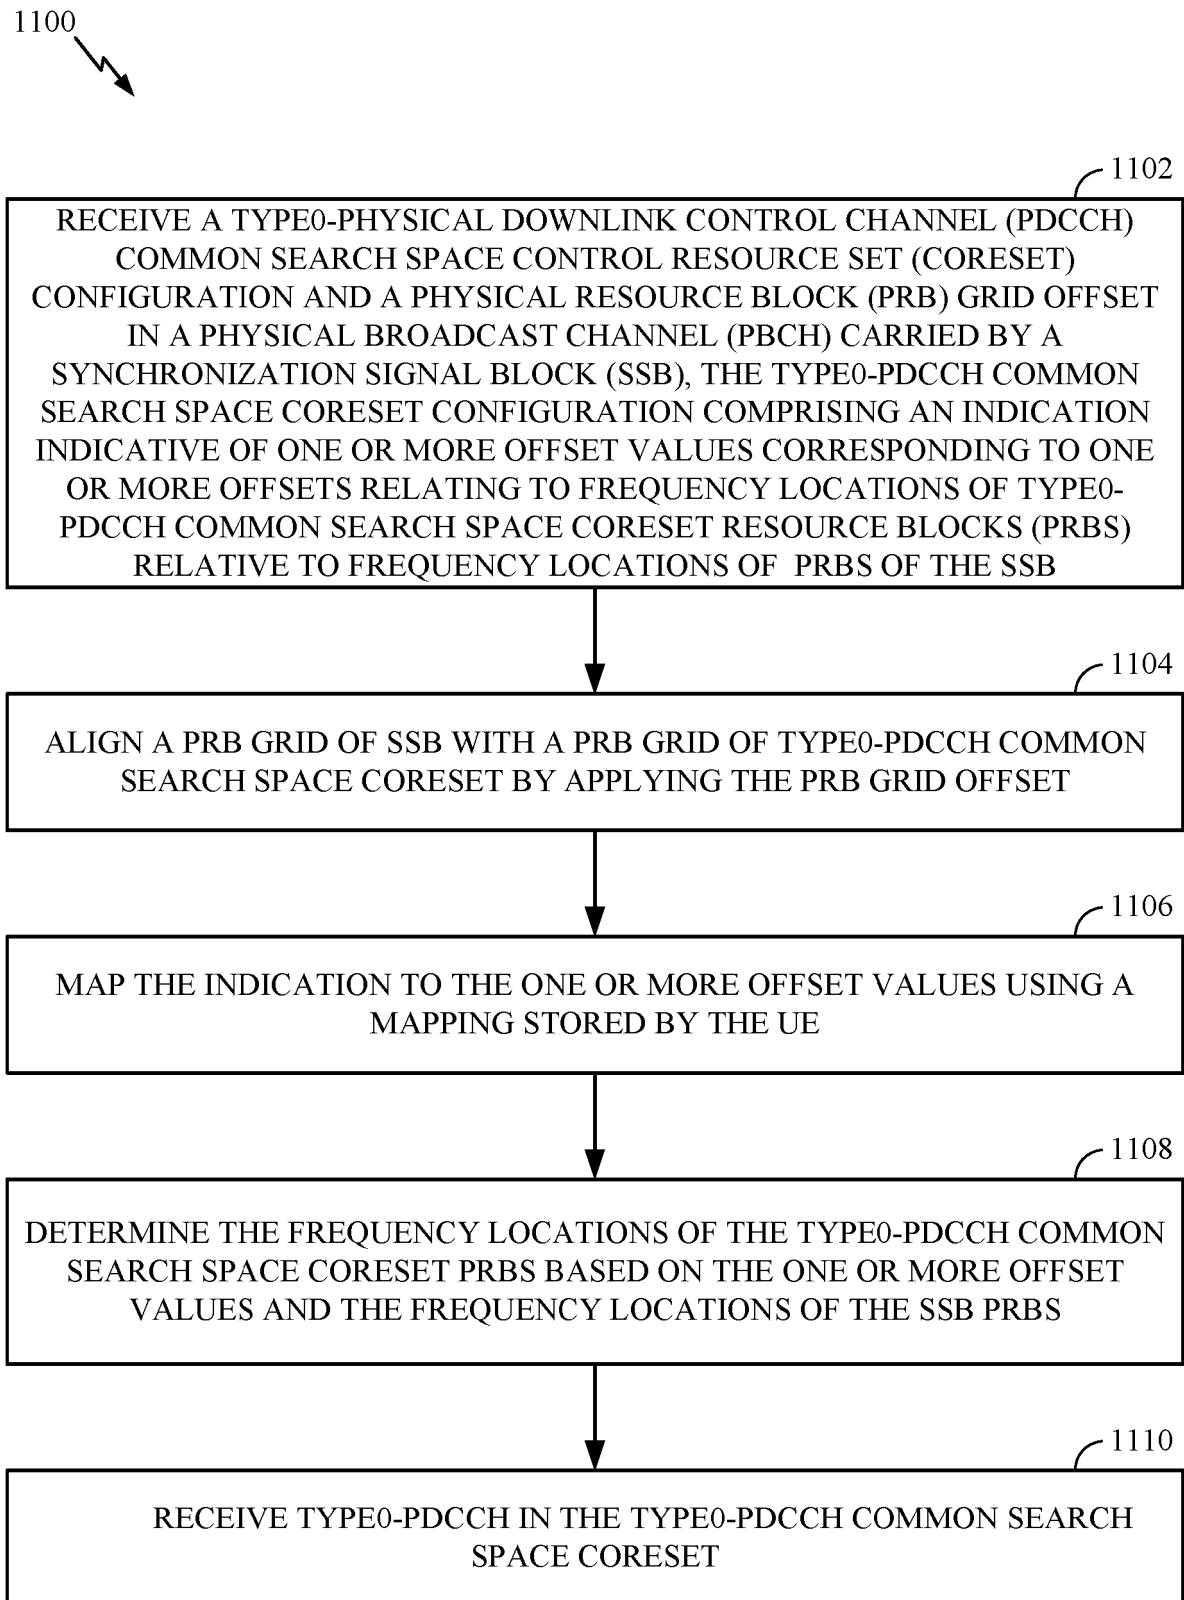 1100
1102
RECEIVE A TYPE0-PHYSICAL DOWNLINK CONTROL CHANNEL (PDCCH)
COMMON SEARCH SPACE CONTROL RESOURCE SET (CORESET)
CONFIGURATION AND A PHYSICAL RESOURCE BLOCK (PRB) GRID OFFSET
IN A PHYSICAL BROADCAST CHANNEL (PBCH) CARRIED BY A
SYNCHRONIZATION SIGNAL BLOCK (SSB), THE TYPE0-PDCCH COMMON
SEARCH SPACE CORESET CONFIGURATION COMPRISING AN INDICATION
INDICATIVE OF ONE OR MORE OFFSET VALUES CORRESPONDING TO ONE
OR MORE OFFSETS RELATING TO FREQUENCY LOCATIONS OF TYPE0-
PDCCH COMMON SEARCH SPACE CORESET RESOURCE BLOCKS (PRBS)
RELATIVE TO FREQUENCY LOCATIONS OF PRBS OF THE SSB
1104
ALIGN A PRB GRID OF SSB WITH A PRB GRID OF TYPE0-PDCCH COMMON
SEARCH SPACE CORESET BY APPLYING THE PRB GRID OFFSET
1106
MAP THE INDICATION TO THE ONE OR MORE OFFSET VALUES USING A
MAPPING STORED BY THE UE
1108
DETERMINE THE FREQUENCY LOCATIONS OF THE TYPE0-PDCCH COMMON
SEARCH SPACE CORESET PRBS BASED ON THE ONE OR MORE OFFSET
VALUES AND THE FREQUENCY LOCATIONS OF THE SSB PRBS
1110
RECEIVE TYPE0-PDCCH IN THE TYPE0-PDCCH COMMON SEARCH
SPACE CORESET